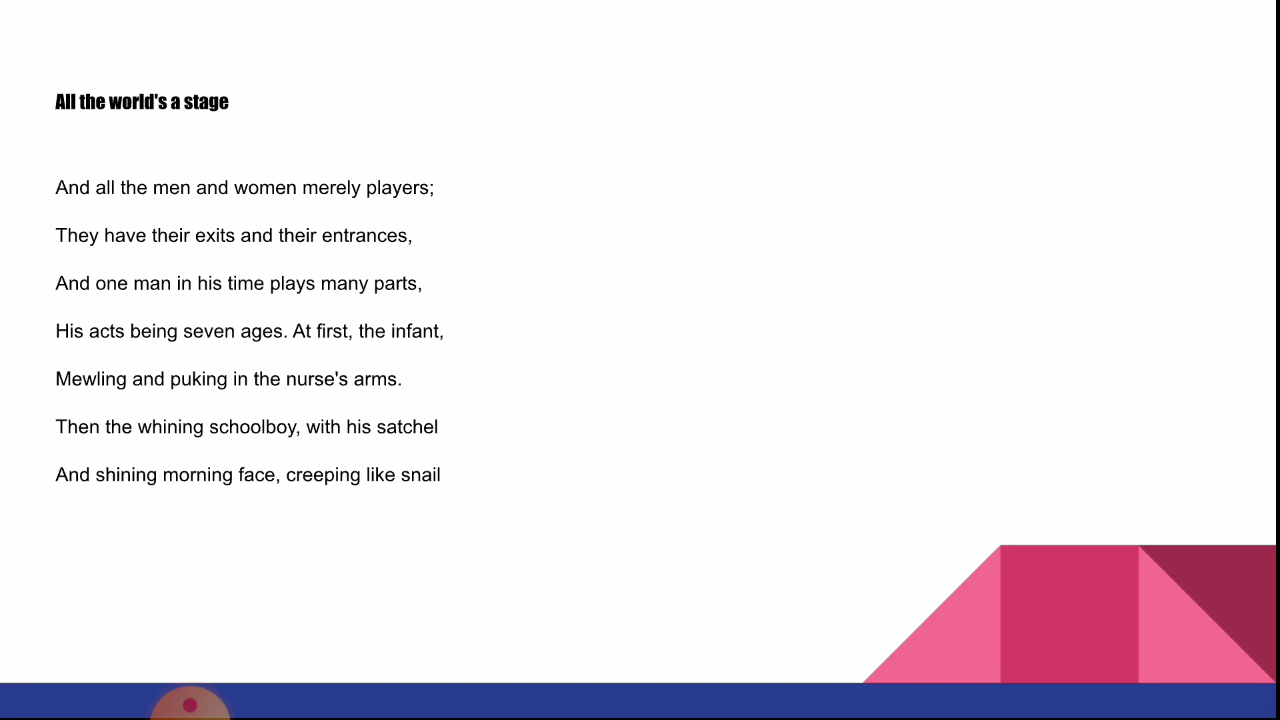 All the world's a stage
And all the men and women merely players;
They have their exits and their entrances,
And one man in his time plays many parts,
His acts being seven ages. At first, the infant,
Mewling and puking in the nurse's arms.
Then the whining schoolboy, with his satchel
And shining morning face, creeping like snail